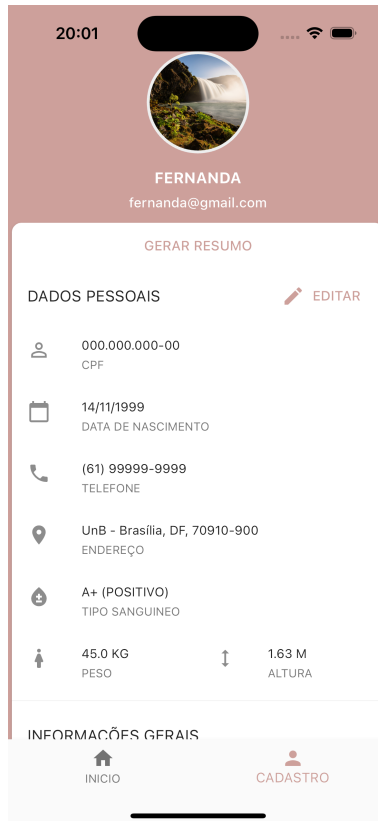 20:01
FERNANDA
fernanda@gmail.com
GERAR RESUMO
DADOS PESSOAIS
EDITAR
000.000.000-00
CPF
14/11/1999
DATA DE NASCIMENTO
(61) 99999-9999
TELEFONE
UnB - Brasília, DF, 70910-900
ENDEREÇO
A+ (POSITIVO)
TIPO SANGUINEO
45.0 KG
PESO
1.63 M
ALTURA
INFORMAÇÕES GERAIS
INICIO
CADASTRO